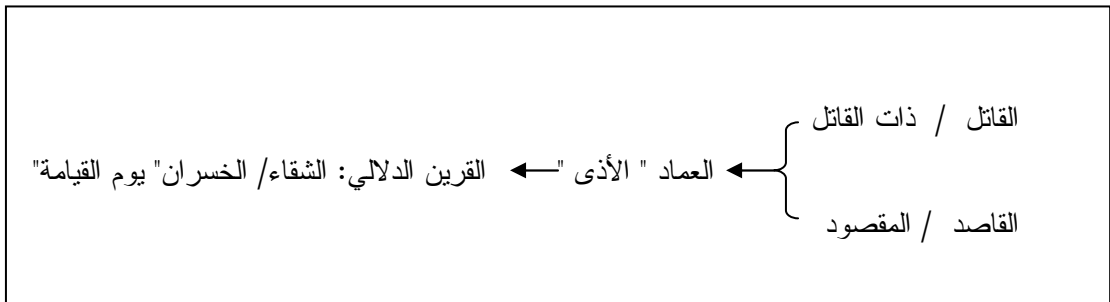 القاتل / ذات القاتل
العماد " الأذى " القرين الدلالي: الشقاء/ الخسران" يوم القيامة"
القاصد / المقصود